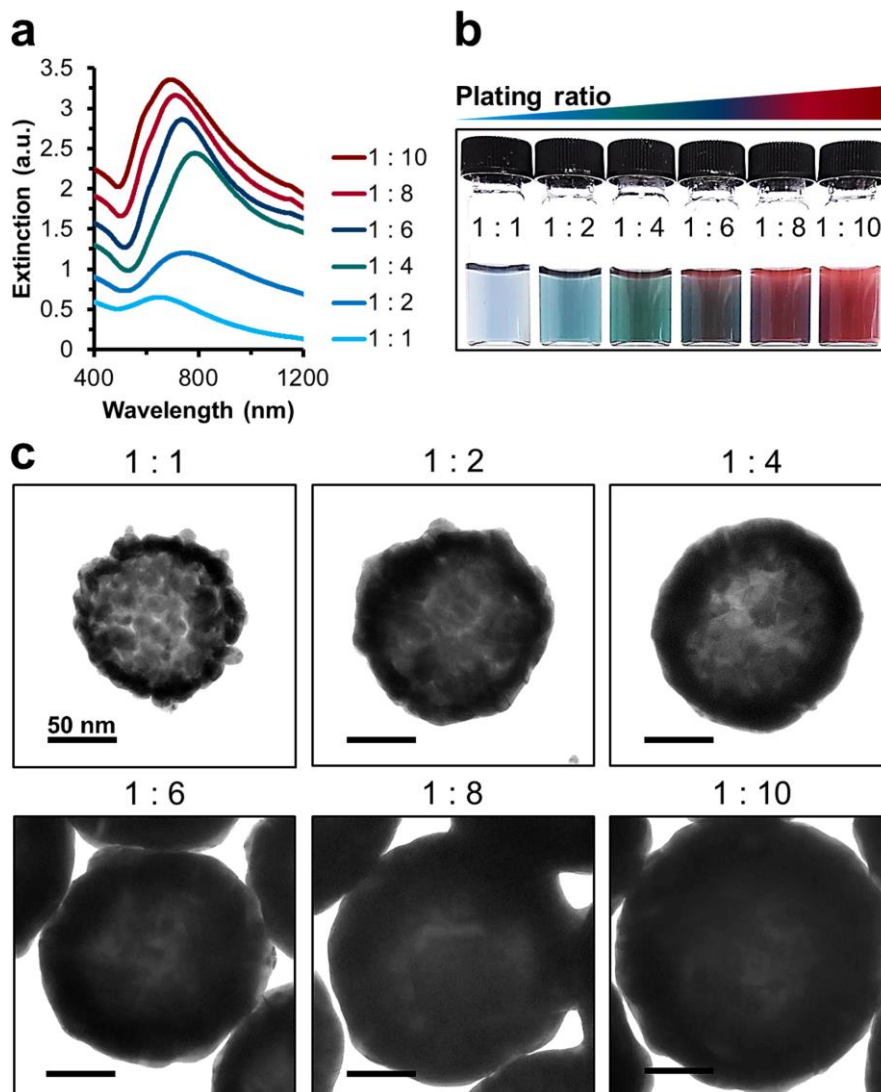 a
3.5
3
2.5
2
1.5
1
0.5
0
Extinction (a.u.)
400 800 1200
Wavelength (nm)
1 : 10
1 : 8
1 : 6
1 : 4
1 : 2
1 : 1
b
Plating ratio
1 : 1 1 : 2 1 : 4 1 : 6 1 : 8 1 : 10
c
1 : 1 1 : 2 1 : 4
50 nm
1 : 6 1 : 8 1 : 10